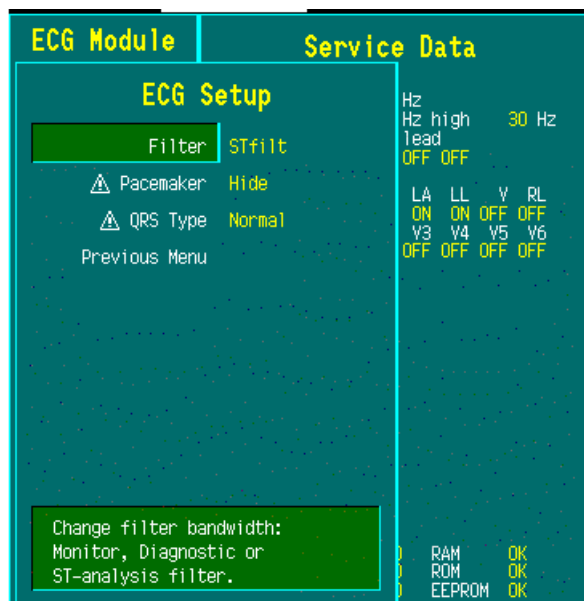 ECG Module
Service Data
ECG Setup
Filter STfilt
⚠ Pacemaker Hide
⚠ QRS Type Normal
Previous Menu
Change filter bandwidth:
Monitor, Diagnostic or
ST-analysis filter.
Hz
Hz high 30 Hz
lead
OFF OFF
LA LL V RL
ON ON OFF OFF
V3 V4 V5 V6
OFF OFF OFF OFF
RAM OK
ROM OK
EEPROM OK